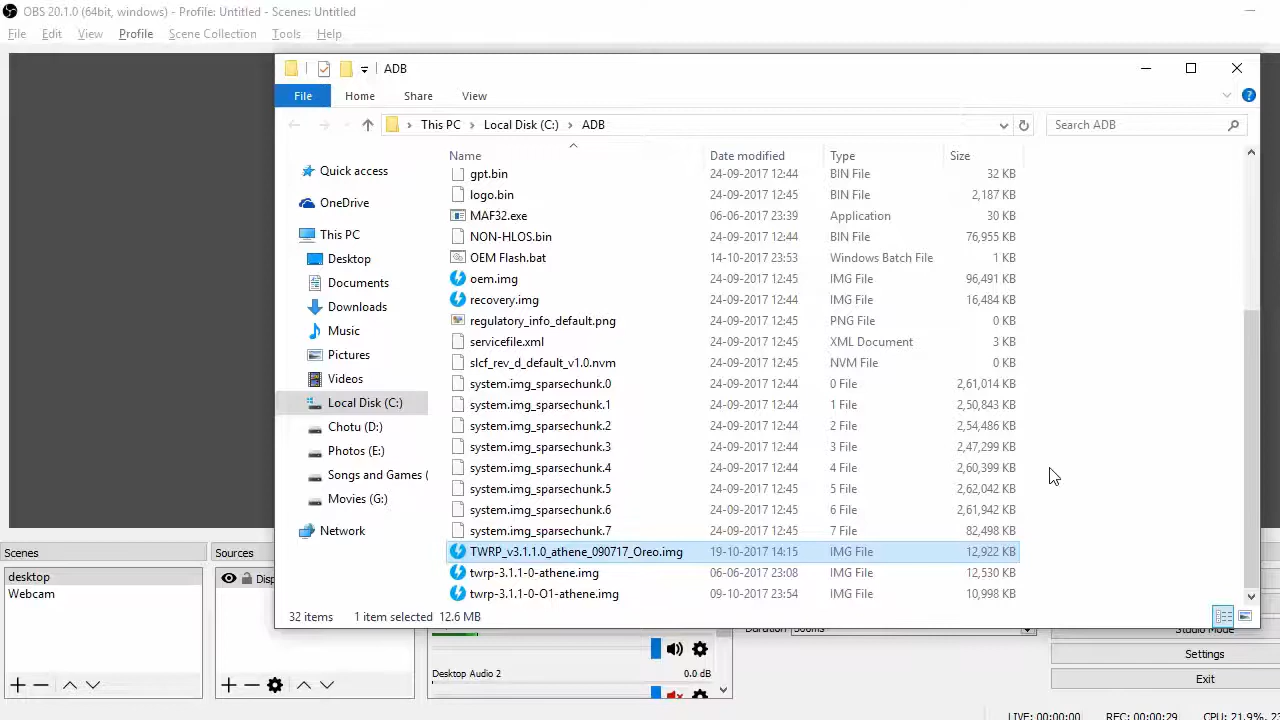 OBS 20.1.0 (64bit, windows) - Profile: Untitled - Scenes: Untitled
File Edit View Profile Scene Collection Tools Help
ADB
File Home Share View
This PC Local Disk (C:) ADB
Search ADB
Name Date modified Type Size
gpt.bin 24-09-2017 12:44 BIN File 32 KB
logo.bin 24-09-2017 12:45 BIN File 2,187 KB
MAF32.exe 06-06-2017 23:39 Application 30 KB
NON-HLOS.bin 24-09-2017 12:44 BIN File 76,955 KB
OEM Flash.bat 14-10-2017 23:53 Windows Batch File 1 KB
oem.img 24-09-2017 12:45 IMG File 96,491 KB
recovery.img 24-09-2017 12:45 IMG File 16,484 KB
regulatory_info_default.png 24-09-2017 12:45 PNG File 0 KB
servicefile.xml 24-09-2017 12:45 XML Document 3 KB
slcf_rev_d_default_v1.0.nvm 24-09-2017 12:45 NVM File 0 KB
system.img_sparsechunk.0 24-09-2017 12:44 0 File 2,61,014 KB
system.img_sparsechunk.1 24-09-2017 12:44 1 File 2,50,843 KB
system.img_sparsechunk.2 24-09-2017 12:44 2 File 2,54,486 KB
system.img_sparsechunk.3 24-09-2017 12:44 3 File 2,47,299 KB
system.img_sparsechunk.4 24-09-2017 12:44 4 File 2,60,399 KB
system.img_sparsechunk.5 24-09-2017 12:45 5 File 2,62,042 KB
system.img_sparsechunk.6 24-09-2017 12:45 6 File 2,61,942 KB
system.img_sparsechunk.7 24-09-2017 12:45 7 File 82,498 KB
TWRP_v3.1.1.0_athene_090717_Oreo.img 19-10-2017 14:15 IMG File 12,922 KB
twrp-3.1.1-0-athene.img 06-06-2017 23:08 IMG File 12,530 KB
twrp-3.1.1-0-O1-athene.img 09-10-2017 23:54 IMG File 10,998 KB
Quick access
OneDrive
This PC
Desktop
Documents
Downloads
Music
Pictures
Videos
Local Disk (C:)
Chotu (D:)
Photos (E:)
Songs and Games (
Movies (G:)
Network
32 items 1 item selected 12.6 MB
Scenes
desktop
Webcam
Sources
Disp
Desktop Audio 2 0.0 dB
Duration 300ms
Studio Mode
Settings
Exit
LIVE: 00:00:00 REC: 00:00:29 CPU: 21.9%,